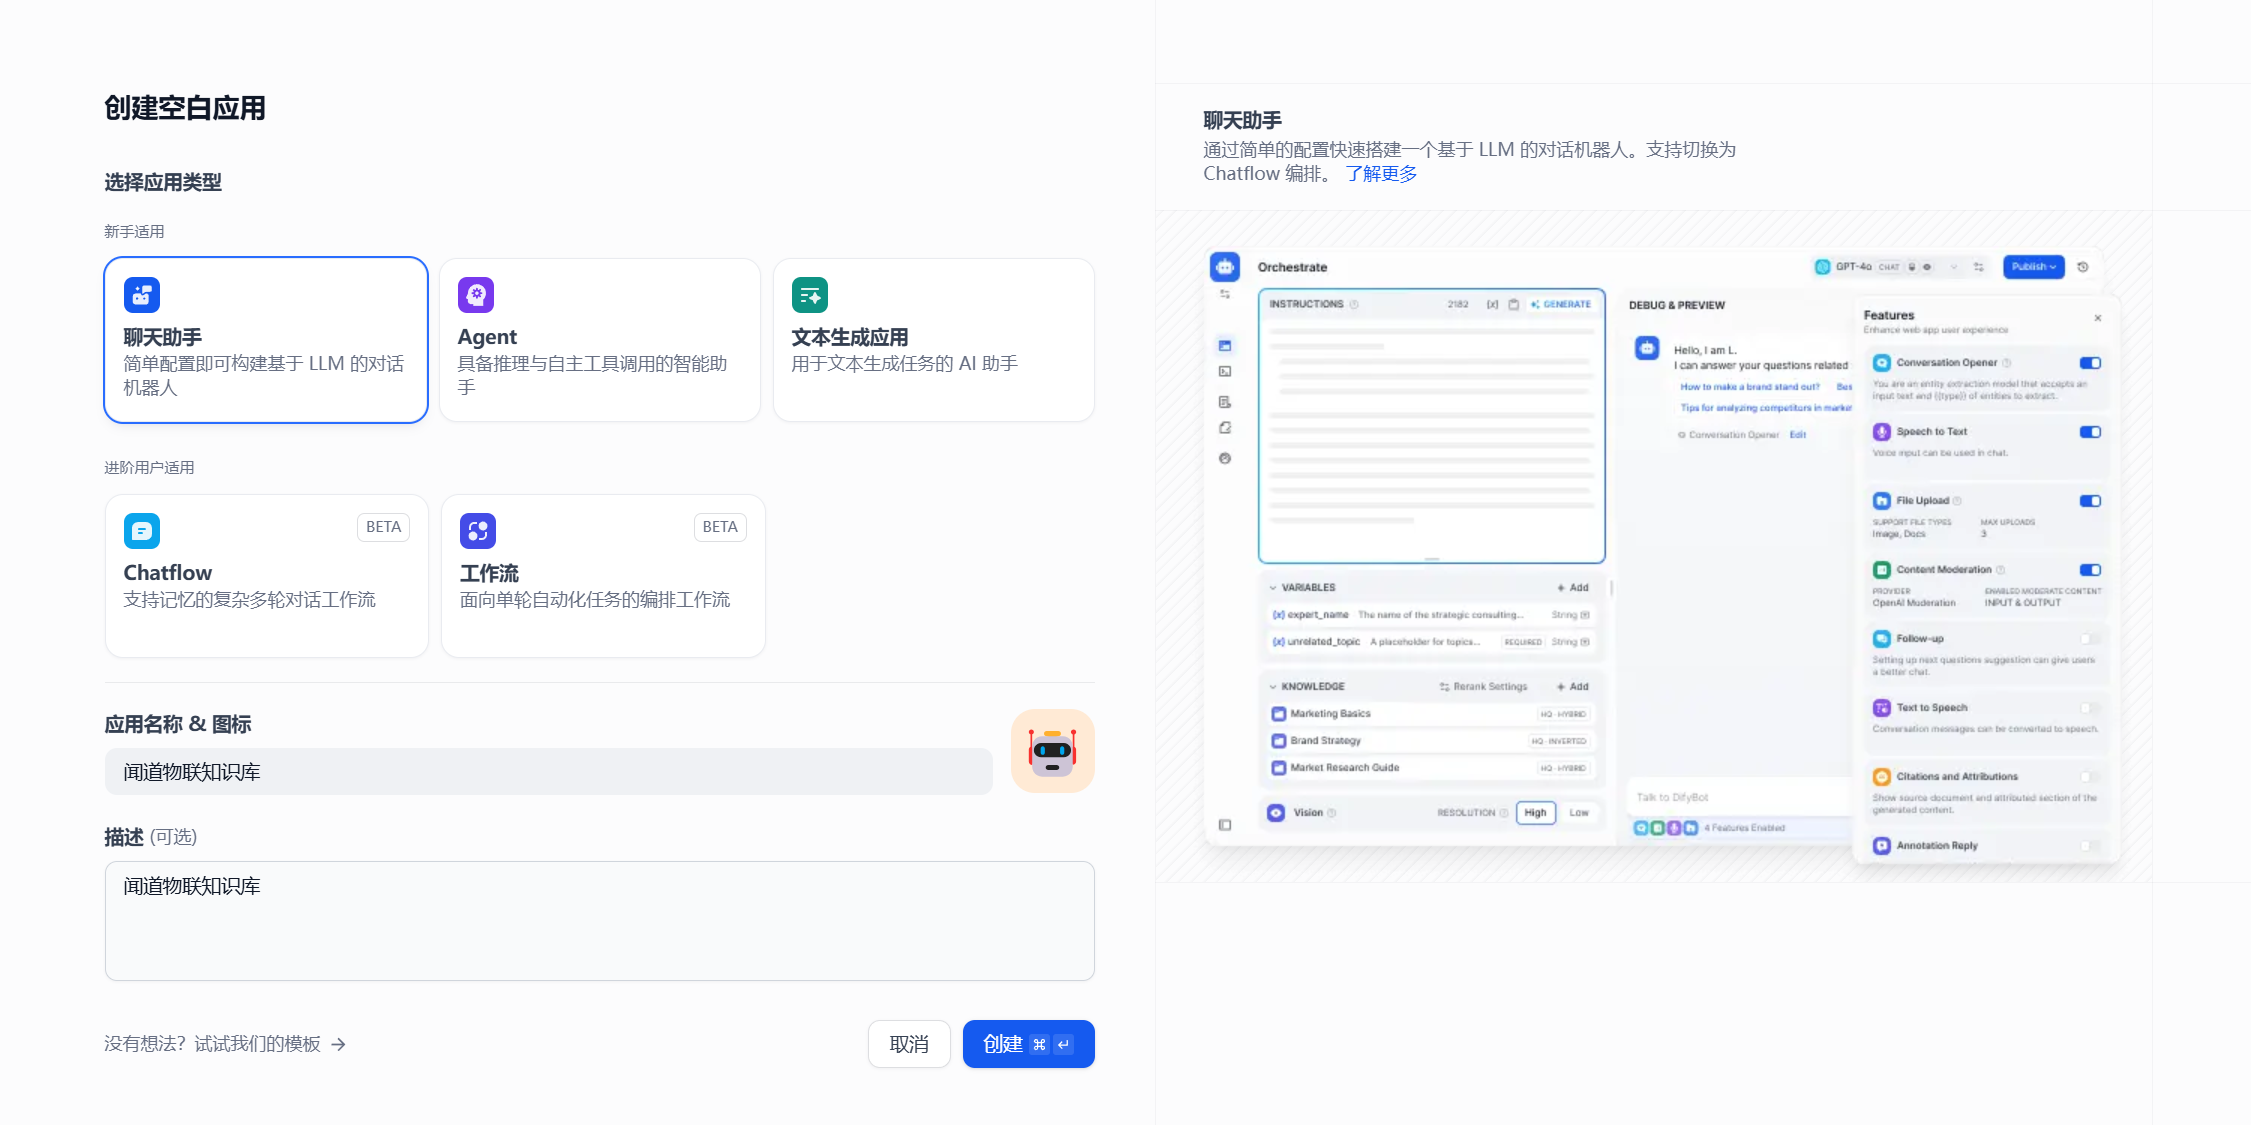 创建空白应用
选择应用类型
新手适用
聊天助手
简单配置即可构建基于 LLM 的对话
机器人
Agent
具备推理与自主工具调用的智能助
手
文本生成应用
用于文本生成任务的 AI 助手
进阶用户适用
BETA
Chatflow
支持记忆的复杂多轮对话工作流
BETA
工作流
面向单轮自动化任务的编排工作流
应用名称 & 图标
闻道物联知识库
描述 (可选)
闻道物联知识库
没有想法？试试我们的模板 →
取消
创建 ⌘ ↵
聊天助手
通过简单的配置快速搭建一个基于 LLM 的对话机器人。支持切换为
Chatflow 编排。 了解更多
Orchestrate
GPT-4o CHAT
Publish
INSTRUCTIONS
2182
GENERATE
VARIABLES
+ Add
{x} expert_name The name of the strategic consulting... String
{x} unrelated_topic A placeholder for topics... REQUIRED String
KNOWLEDGE
Rerank Settings
+ Add
Marketing Basics
HQ · HYBRID
Brand Strategy
HQ · INVERTED
Market Research Guide
HQ · HYBRID
Vision
RESOLUTION
High
Low
DEBUG & PREVIEW
Hello, I am L.
I can answer your questions related
How to make a brand stand out?
Bes
Tips for analyzing competitors in marker
Conversation Opener Edit
Talk to DifyBot
4 Features Enabled
Features
Enhance web app user experience
Conversation Opener
You are an entity extraction model that accepts an
input text and {{type}} of entities to extract.
Speech to Text
Voice input can be used in chat.
File Upload
SUPPORT FILE TYPES
MAX UPLOADS
Image, Docs
3
Content Moderation
PROVIDER
ENABLED MODERATE CONTENT
OpenAI Moderation
INPUT & OUTPUT
Follow-up
Setting up next questions suggestion can give users
a better chat.
Text to Speech
Conversation messages can be converted to speech.
Citations and Attributions
Show source document and attributed section of the
generated content.
Annotation Reply